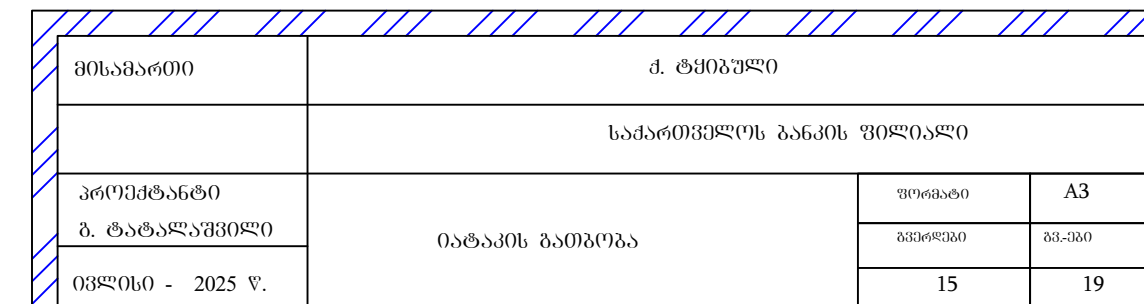 მისამართი
ქ. ტყიბული
საქართველოს ბანკის ფილიალი
პროექტანტი
გ. ტატალაშვილი
ივლისი - 2025 წ.
იატაკის გათბობა
ფორმატი A3
გვერდები გვ.-ები
15 19